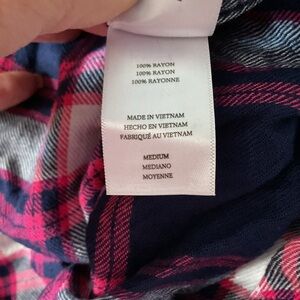 100% RAYON
100% RAYON
100% RAYONNE
MADE IN VIETNAM
HECHO EN VIETNAM
FABRIQUÉ AU VIETNAM
MEDIUM
MEDIANO
MOYENNE